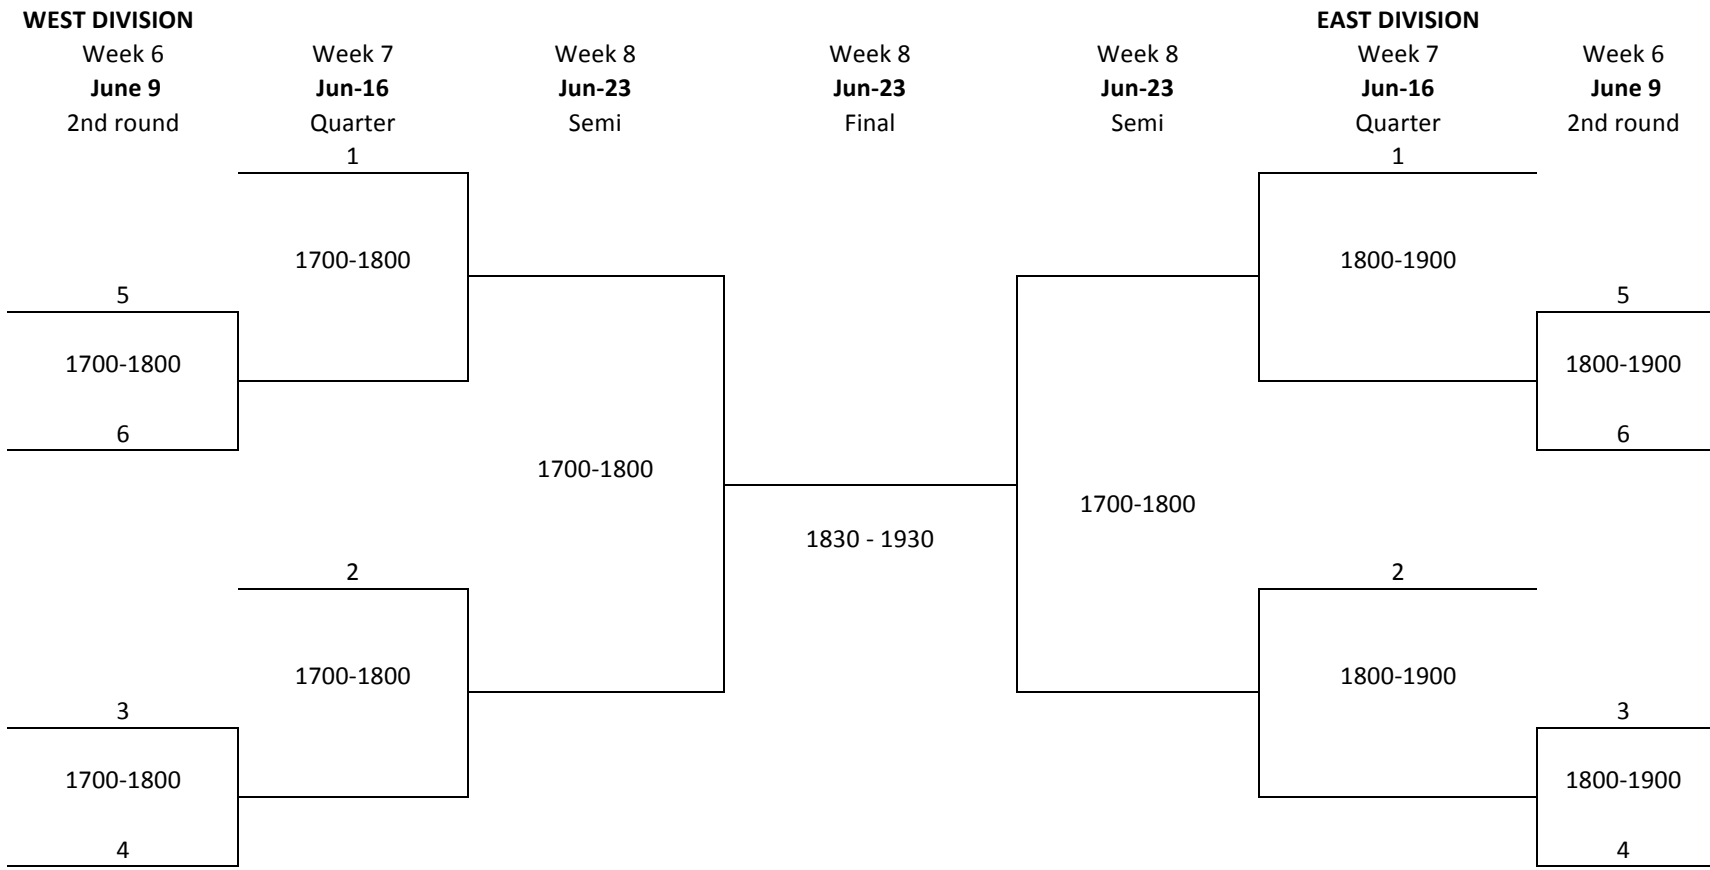 WEST DIVISION EAST DIVISION
Week 6 Week 7 Week 8 Week 8 Week 8 Week 7 Week 6
June 9 Jun-16 Jun-23 Jun-23 Jun-23 Jun-16 June 9
2nd round Quarter Semi Final Semi Quarter 2nd round
1 1
1700-1800 1800-1900
5 5
1700-1800 1800-1900
6 6
1700-1800
1700-1800
1830 - 1930
2 2
1700-1800 1800-1900
3 3
1700-1800 1800-1900
4 4